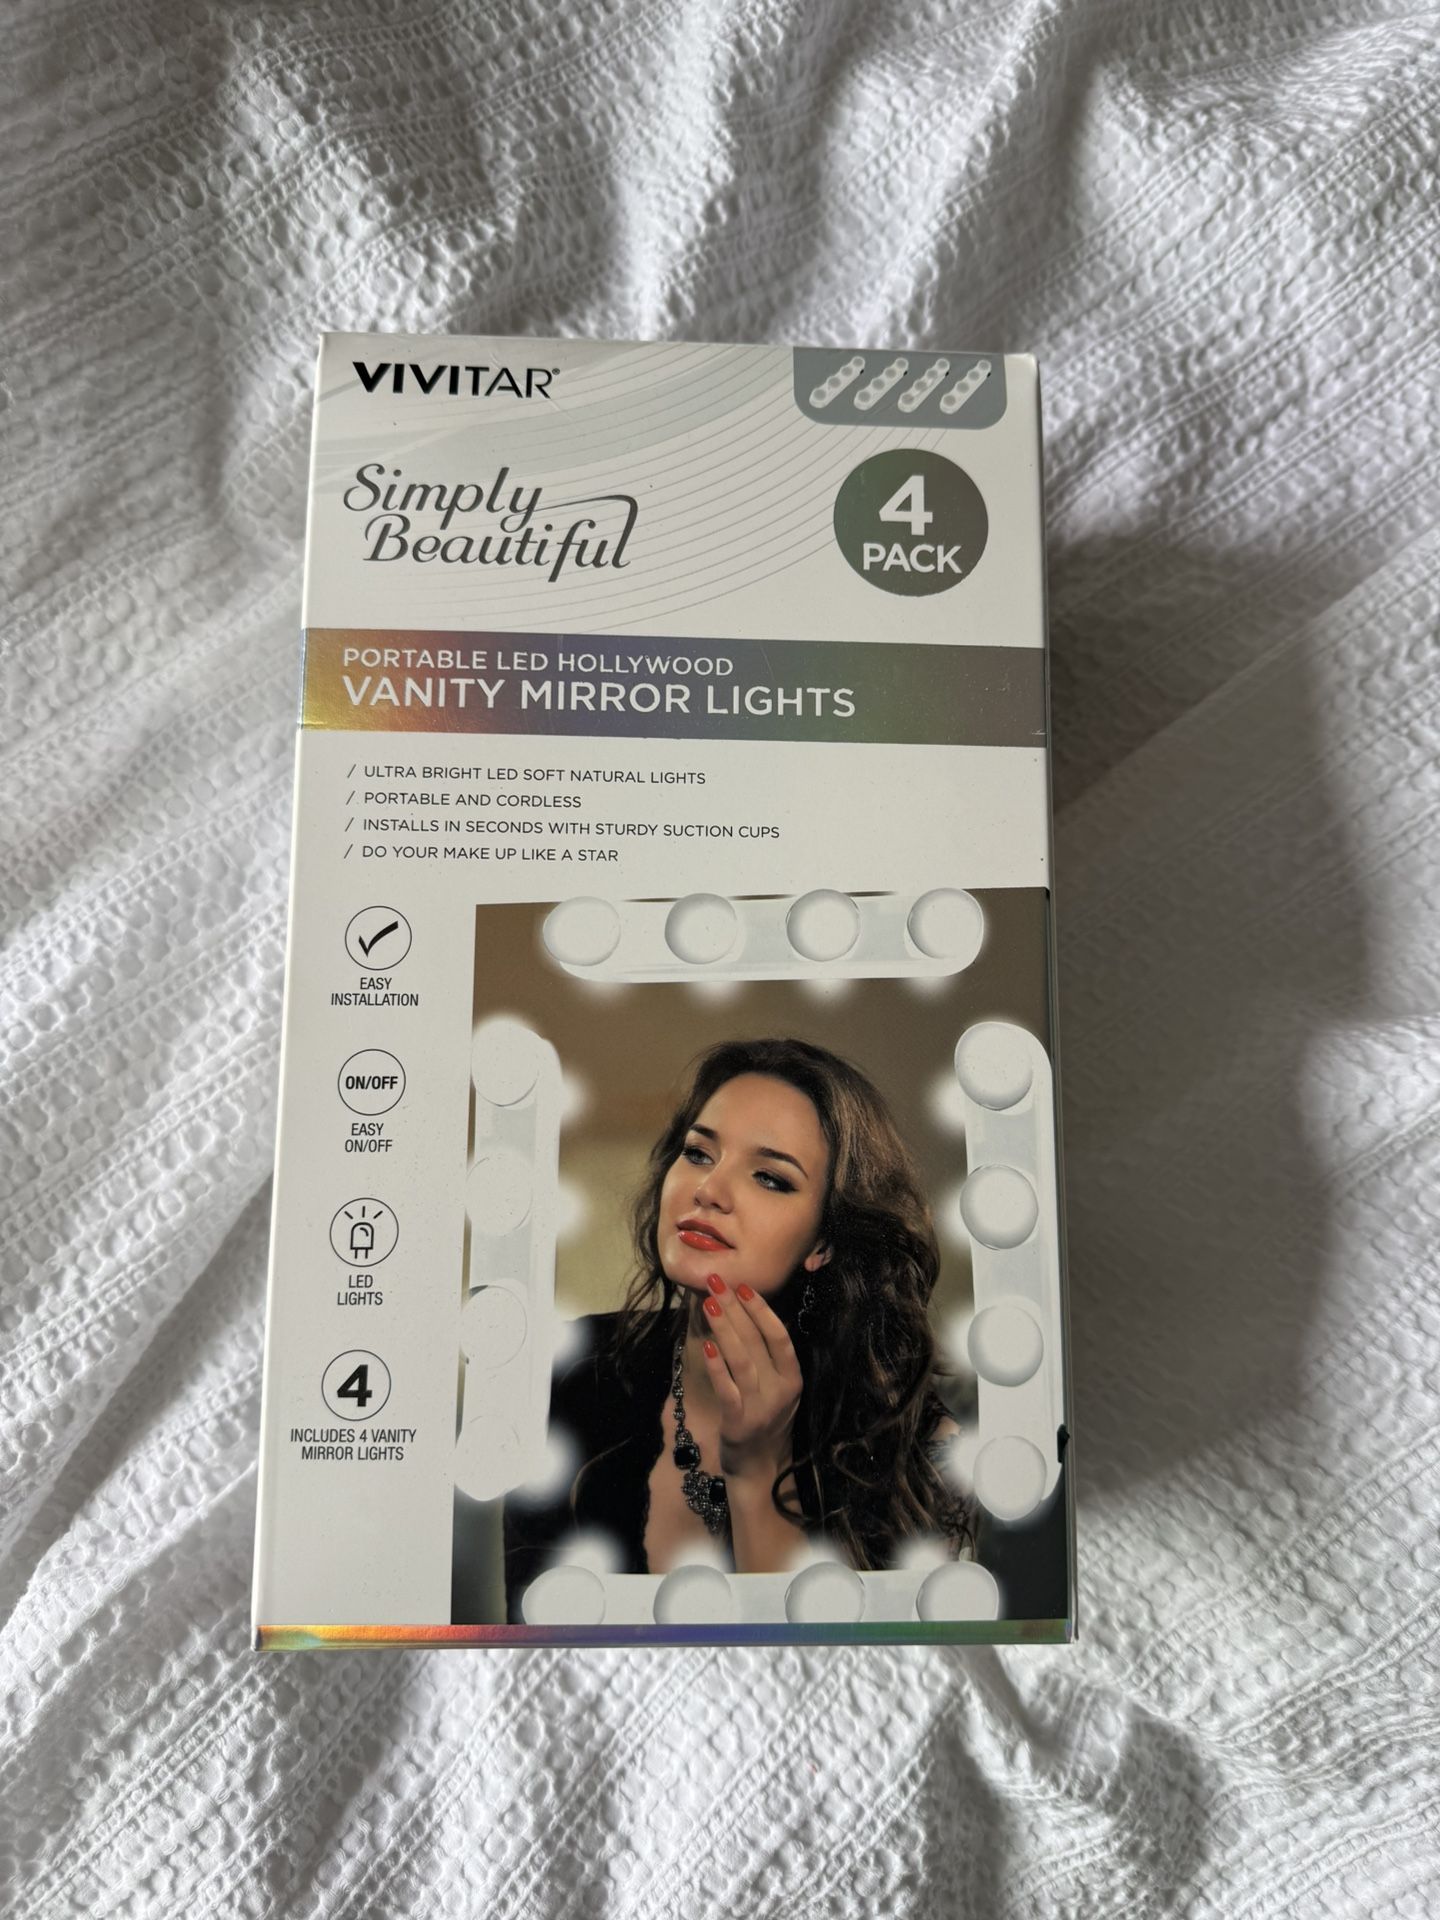 VIVITAR®
Simply
Beautiful
4
PACK
PORTABLE LED HOLLYWOOD
VANITY MIRROR LIGHTS
/ ULTRA BRIGHT LED SOFT NATURAL LIGHTS
/ PORTABLE AND CORDLESS
/ INSTALLS IN SECONDS WITH STURDY SUCTION CUPS
/ DO YOUR MAKE UP LIKE A STAR
EASY
INSTALLATION
ON/OFF
EASY
ON/OFF
LED
LIGHTS
4
INCLUDES 4 VANITY
MIRROR LIGHTS